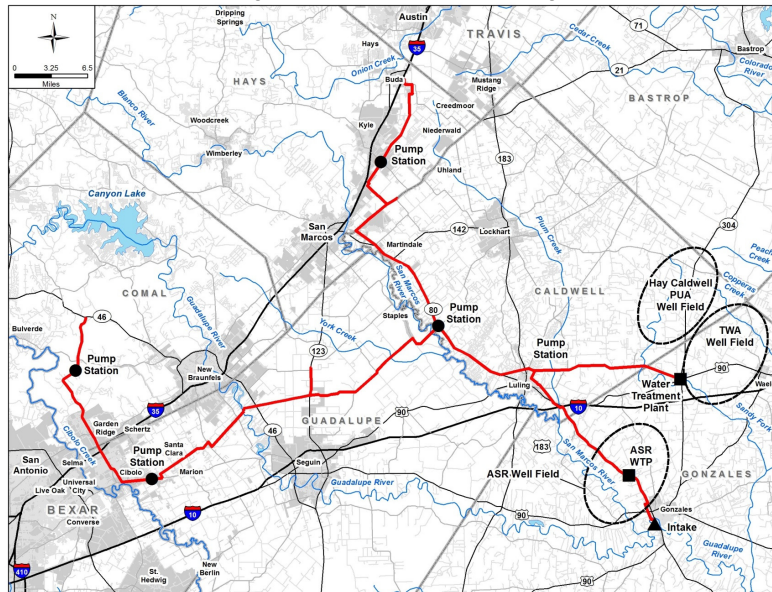 N
0 3.25 6.5
Miles
Dripping
Springs
Austin
TRAVIS
35
Hays
Onion Creek
Cedar Creek
71
Bastrop
Colorado
River
HAYS
Buda
Mustang
Ridge
21
Creedmoor
BASTROP
Blanco River
Woodcreek
Kyle
Niederwald
Wimberley
Pump
Station
183
Uhland
Canyon Lake
Plum Creek
San
Marcos
142
Lockhart
Martindale
304
Peach
Creek
Copperas
Creek
COMAL
Guadalupe River
San Marcos
River
CALDWELL
Hay Caldwell
PUA
Well Field
Bulverde
46
York Creek
Staples
80
Pump
Station
TWA
Well Field
Pump
Station
123
Pump
Station
New
Braunfels
Luling
90
Water
Treatment
Plant
Wael
10
35
Garden
Ridge
Schertz
GUADALUPE
90
Sandy Fork
Cibolo Creek
Pump
Station
Santa
Clara
46
183
San Marcos
River
ASR
WTP
San
Antonio
Selma
Cibolo
Marion
Seguin
ASR Well Field
GONZALES
Universal
City
Live Oak
Guadalupe River
BEXAR
Converse
10
90
Gonzales
Intake
Guadalupe
River
New
Berlin
St.
Hedwig
410
90
183